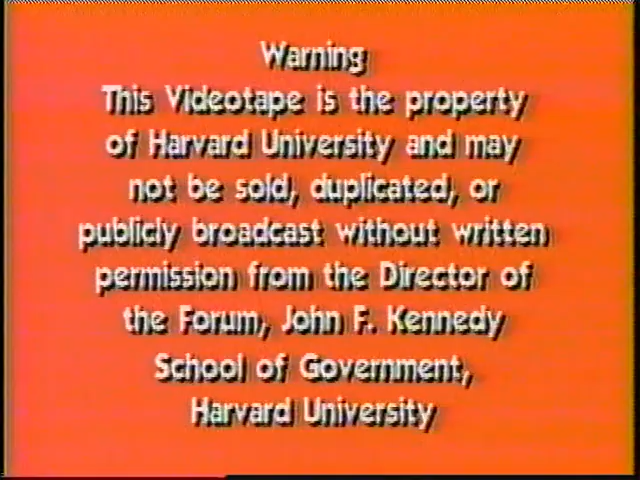 Warning
This Videotape is the property
of Harvard University and may
not be sold, duplicated, or
publicly broadcast without written
permission from the Director of
the Forum, John F. Kennedy
School of Government,
Harvard University